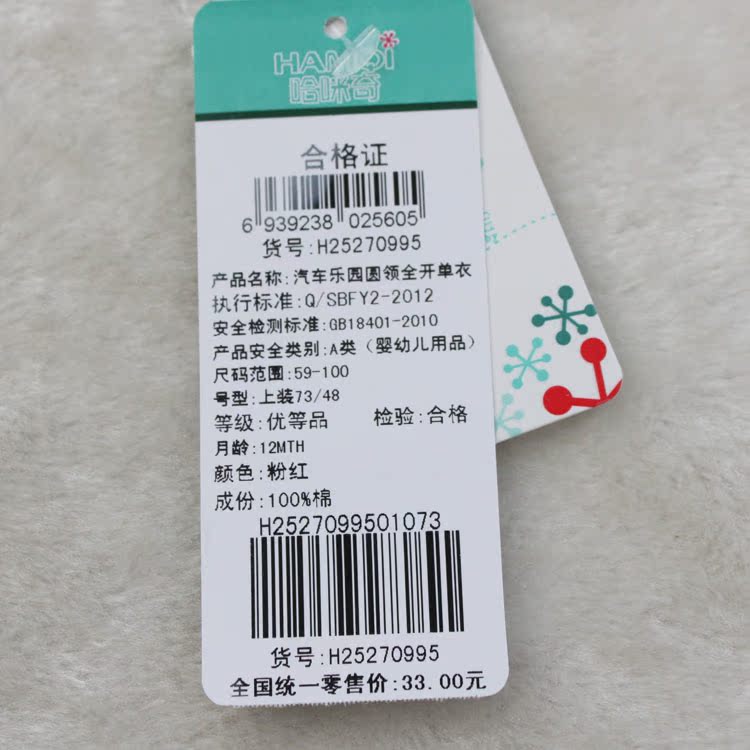 HAMIQI
哈咪奇
合格证
6 939238 025605
货号:H25270995
产品名称:汽车乐园圆领全开单衣
执行标准:Q/SBFY2-2012
安全检测标准:GB18401-2010
产品安全类别:A类（婴幼儿用品）
尺码范围:59-100
号型:上装73/48
等级:优等品 检验:合格
月龄:12MTH
颜色:粉红
成份:100%棉
H2527099501073
货号:H25270995
全国统一零售价:33.00元